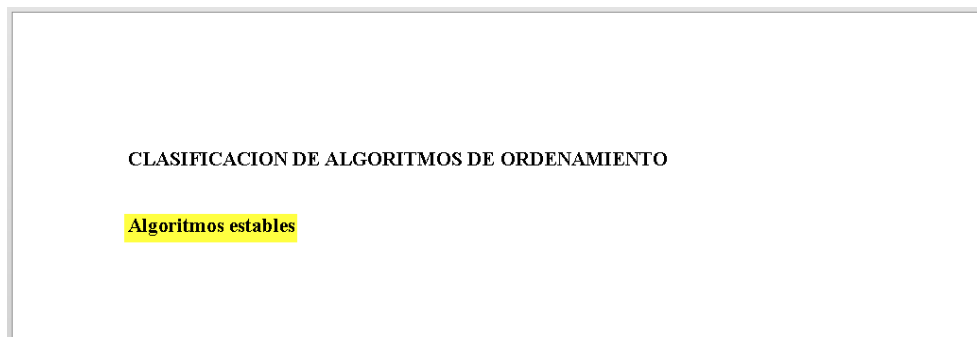 CLASIFICACION DE ALGORITMOS DE ORDENAMIENTO
Algoritmos estables